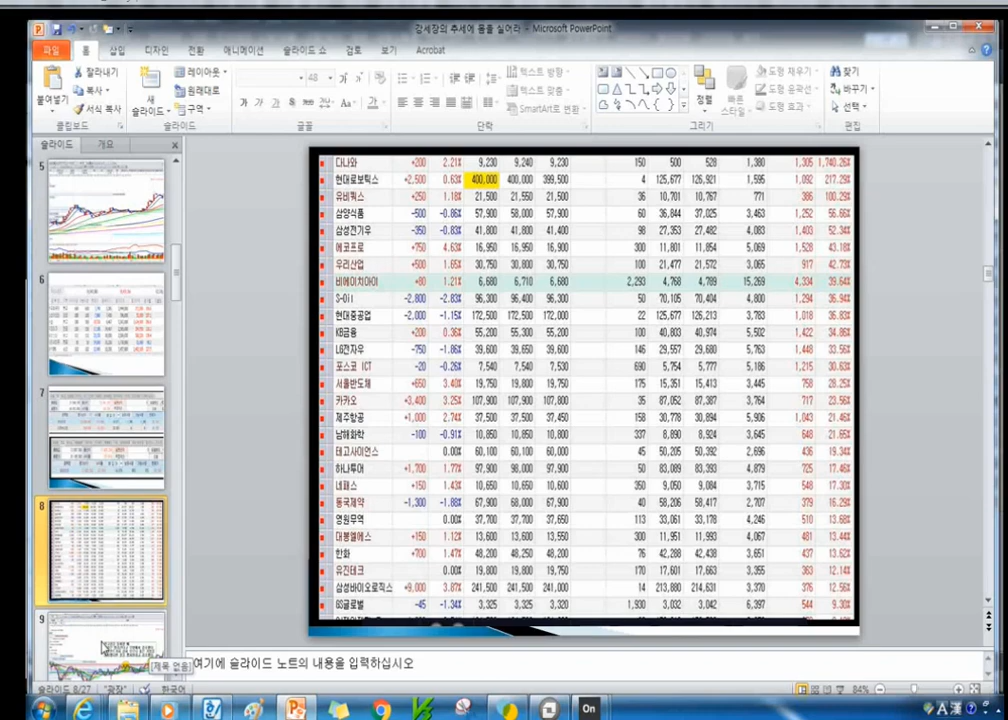 강세장의 추세에 몸을 실어라 - Microsoft PowerPoint
파일 홈 삽입 디자인 전환 애니메이션 슬라이드 쇼 검토 보기 Acrobat
붙여넣기 잘라내기 복사 서식 복사 새 슬라이드 레이아웃 원래대로 구역 48 텍스트 방향 텍스트 맞춤 SmartArt로 변환 정렬 빠른 스타일 도형 채우기 도형 윤곽선 도형 효과 찾기 바꾸기 선택
클립보드 슬라이드 글꼴 단락 그리기 편집
슬라이드 개요
5
6
7
8
9
다나와 +200 2.21% 9,230 9,240 9,230 150 500 528 1,380 1,305 1,740.26%
현대로보틱스 +2,500 0.63% 400,000 400,000 399,500 4 125,677 126,921 1,595 1,092 217.29%
유비쿼스 +250 1.18% 21,500 21,550 21,500 36 10,701 10,767 771 386 100.29%
삼양식품 -500 -0.86% 57,900 58,000 57,900 60 36,844 37,025 3,463 1,252 56.66%
삼성전기우 -350 -0.83% 41,800 41,800 41,400 98 27,353 27,482 4,083 1,403 52.34%
에코프로 +750 4.63% 16,950 16,950 16,900 300 11,801 11,854 5,069 1,528 43.18%
우리산업 +500 1.65% 30,750 30,800 30,750 100 21,477 21,572 3,065 917 42.73%
비에이치아이 +80 1.21% 6,680 6,710 6,680 2,293 4,768 4,789 15,269 4,334 39.64%
S-Oil -2,800 -2.83% 96,300 96,400 96,300 50 70,105 70,404 4,800 1,294 36.94%
현대중공업 -2,000 -1.15% 172,500 172,500 172,000 22 125,677 126,213 3,783 1,018 36.83%
KB금융 +200 0.36% 55,200 55,300 55,200 100 40,803 40,974 5,502 1,422 34.86%
LG전자우 -750 -1.86% 39,600 39,650 39,600 146 29,557 29,680 5,763 1,448 33.56%
포스코 ICT -20 -0.26% 7,540 7,540 7,530 690 5,754 5,777 5,186 1,215 30.63%
서울반도체 +650 3.40% 19,750 19,800 19,750 175 15,351 15,413 3,445 758 28.25%
카카오 +3,400 3.25% 107,900 107,900 107,800 35 87,052 87,387 3,764 717 23.56%
제주항공 +1,000 2.74% 37,500 37,500 37,450 158 30,778 30,894 5,906 1,043 21.46%
남해화학 -100 -0.91% 10,850 10,850 10,800 337 8,890 8,924 3,645 648 21.65%
테고사이언스 0.00% 60,100 60,100 60,000 45 50,205 50,392 2,696 436 19.34%
하나투어 +1,700 1.77% 97,900 98,000 97,900 50 83,089 83,393 4,879 725 17.46%
네패스 +150 1.43% 10,650 10,650 10,600 350 9,050 9,084 3,715 548 17.30%
동국제약 -1,300 -1.88% 67,900 68,000 67,900 40 58,206 58,417 2,707 379 16.29%
영원무역 0.00% 37,700 37,700 37,650 113 33,061 33,178 4,246 510 13.68%
대봉엘에스 +150 1.12% 13,600 13,600 13,550 300 11,951 11,993 4,067 481 13.44%
한화 +700 1.47% 48,200 48,250 48,200 76 42,288 42,438 3,651 437 13.62%
유진테크 0.00% 19,800 19,800 19,750 170 17,601 17,663 3,355 363 12.14%
삼성바이오로직스 +9,000 3.87% 241,500 241,500 241,000 14 213,880 214,631 3,370 376 12.56%
GS글로벌 -45 -1.34% 3,325 3,325 3,320 1,930 3,032 3,042 6,397 544 9.30%
[제목 없음]
여기에 슬라이드 노트의 내용을 입력하십시오
슬라이드 8/27 "광장" 한국어 84%
On A 漢